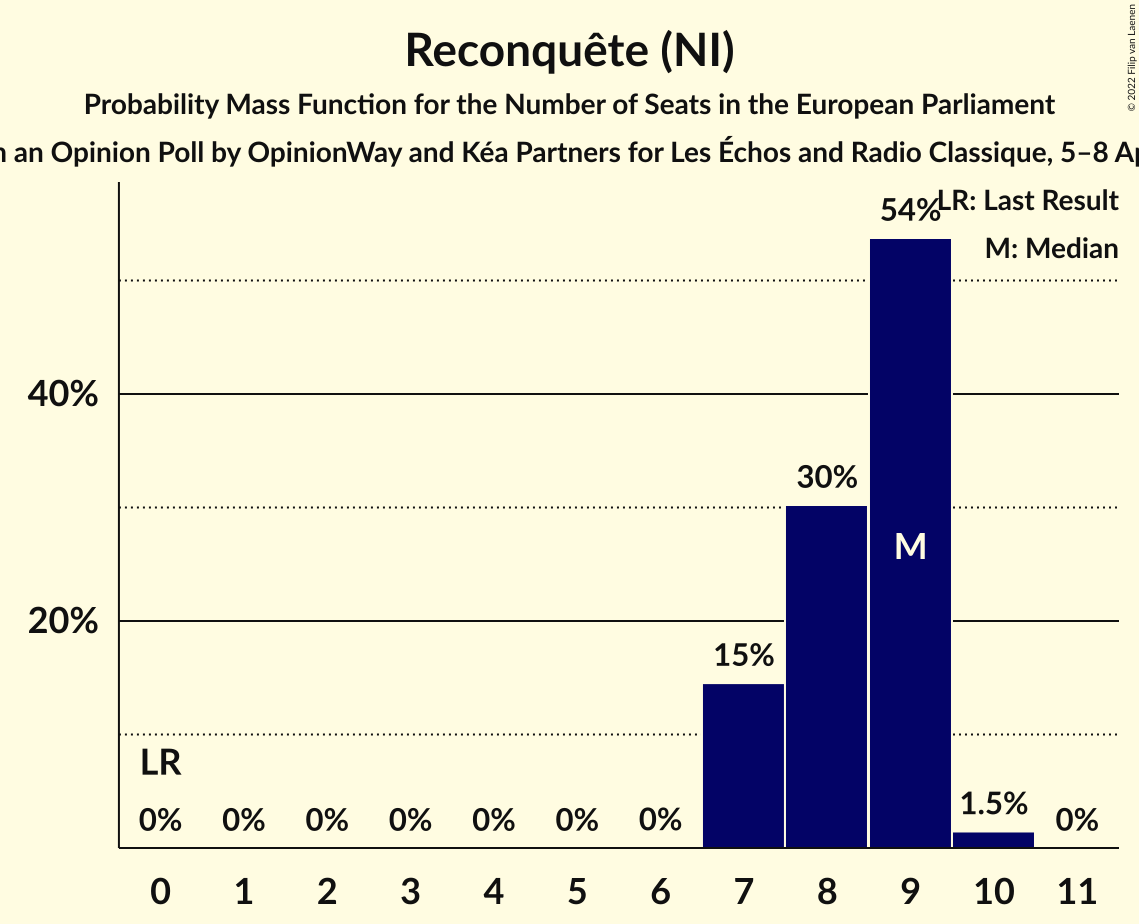 Reconquête (NI)
Probability Mass Function for the Number of Seats in the European Parliament
an Opinion Poll by OpinionWay and Kéa Partners for Les Échos and Radio Classique, 5–8
© 2022 Filip van Laenen
LR: Last Result
M: Median
54%
40%
30%
M
20%
15%
LR
0% 0% 0% 0% 0% 0% 0% 1.5% 0%
0 1 2 3 4 5 6 7 8 9 10 11